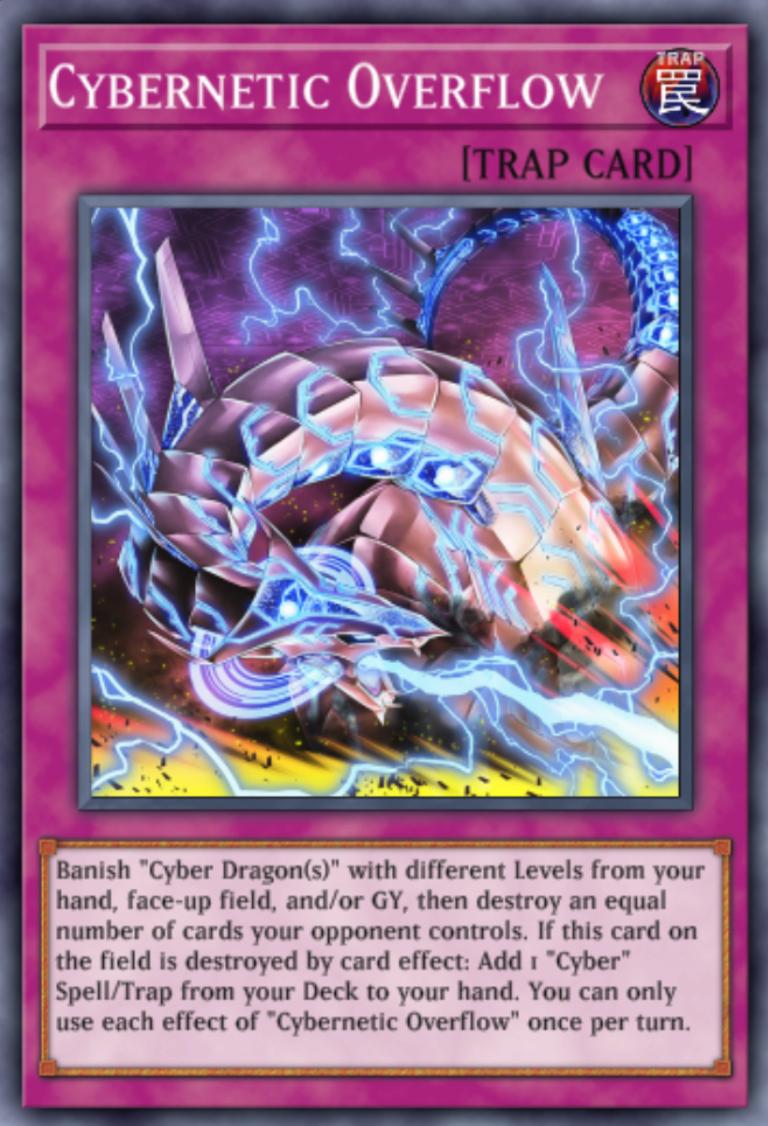 Cybernetic Overflow
TRAP
罠
[TRAP CARD]
Banish "Cyber Dragon(s)" with different Levels from your
hand, face-up field, and/or GY, then destroy an equal
number of cards your opponent controls. If this card on
the field is destroyed by card effect: Add 1 "Cyber"
Spell/Trap from your Deck to your hand. You can only
use each effect of "Cybernetic Overflow" once per turn.